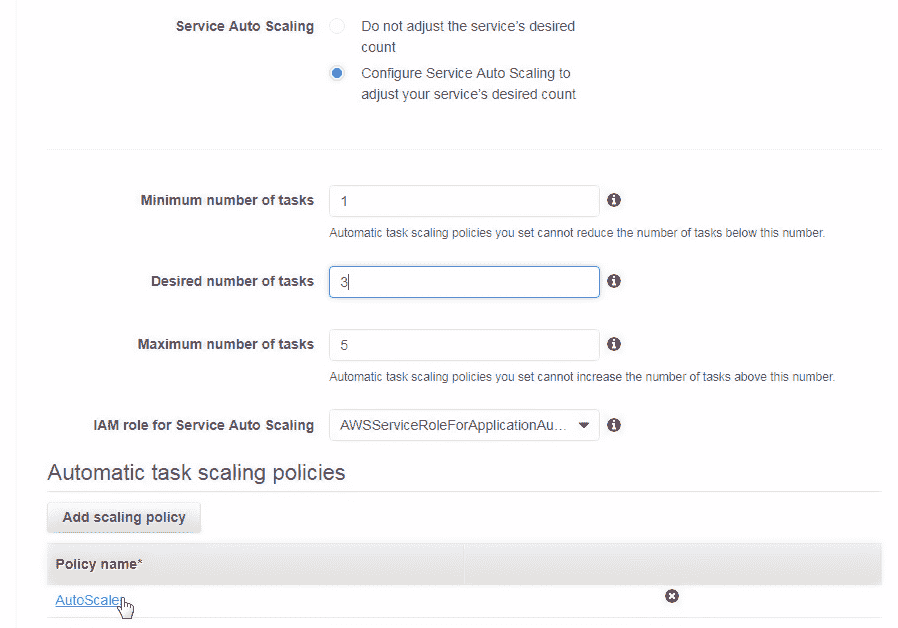 Service Auto Scaling
Do not adjust the service's desired
count
Configure Service Auto Scaling to
adjust your service's desired count
Minimum number of tasks
1
Automatic task scaling policies you set cannot reduce the number of tasks below this number.
Desired number of tasks
3
Maximum number of tasks
5
Automatic task scaling policies you set cannot increase the number of tasks above this number.
IAM role for Service Auto Scaling
AWSServiceRoleForApplicationAu...
Automatic task scaling policies
Add scaling policy
Policy name*
AutoScale